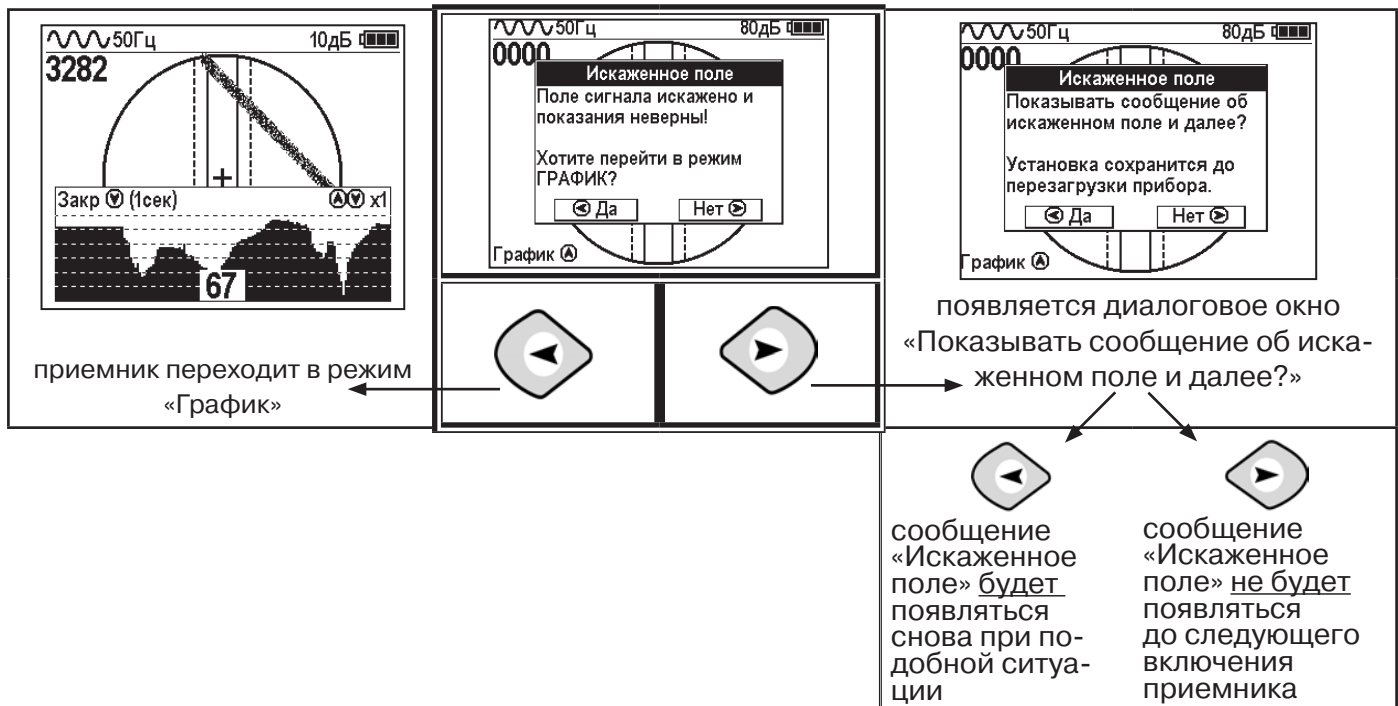 50Гц 10дБ
3282
Закр (1сек) x1
67
приемник переходит в режим
«График»
50Гц 80дБ
0000
Искаженное поле
Поле сигнала искажено и
показания неверны!
Хотите перейти в режим
ГРАФИК?
Да Нет
График
50Гц 80дБ
0000
Искаженное поле
Показывать сообщение об
искаженном поле и далее?
Установка сохранится до
перезагрузки прибора.
Да Нет
График
появляется диалоговое окно
«Показывать сообщение об иска-
женном поле и далее?»
сообщение
«Искаженное
поле» будет
появляться
снова при по-
добной ситуа-
ции
сообщение
«Искаженное
поле» не будет
появляться
до следующего
включения
приемника